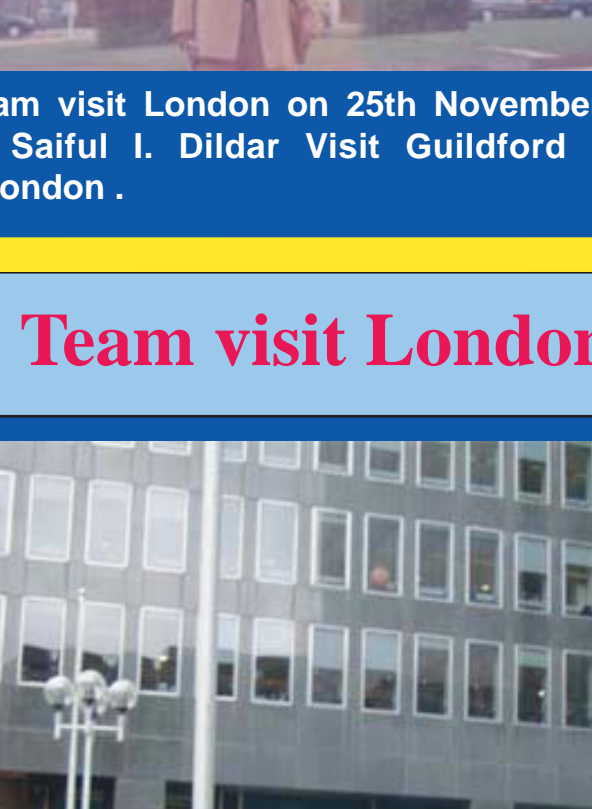 am visit London on 25th Novembe
Saiful I. Dildar Visit Guildford
ondon .
Team visit London